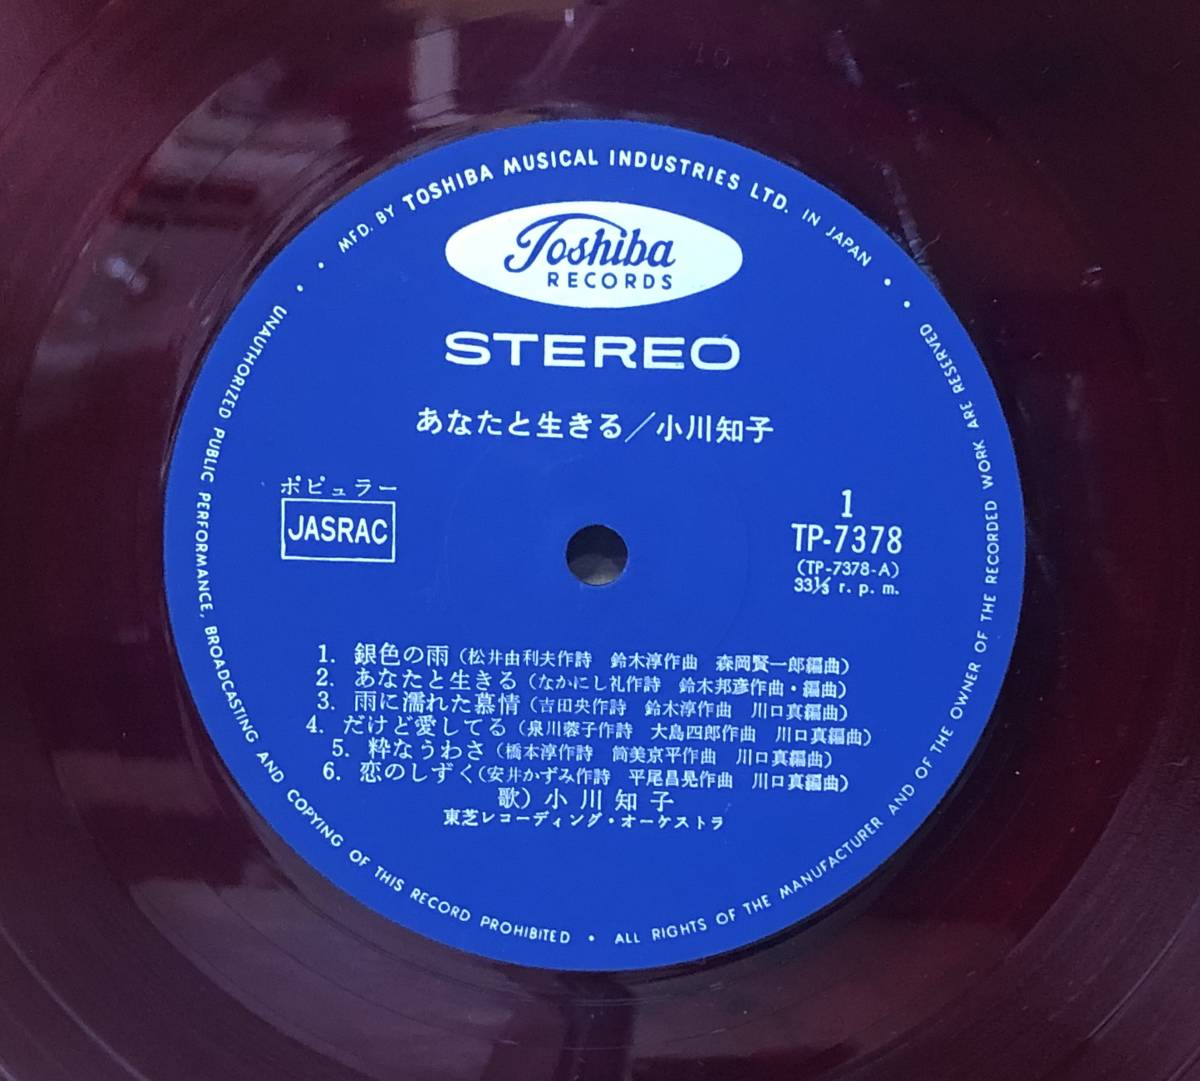 MFD. BY TOSHIBA MUSICAL INDUSTRIES LTD. IN JAPAN
Toshiba
RECORDS
STEREO
あなたと生きる／小川知子
ポピュラー
JASRAC
1
TP-7378
(TP-7378-A)
33⅓ r. p. m.
1. 銀色の雨 (松井由利夫作詩 鈴木淳作曲 森岡賢一郎編曲)
2. あなたと生きる (なかにし礼作詩 鈴木邦彦作曲・編曲)
3. 雨に濡れた慕情 (吉田央作詩 鈴木淳作曲 川口真編曲)
4. だけど愛してる (泉川蓉子作詩 大島四郎作曲 川口真編曲)
5. 粋なうわさ (橋本淳作詩 筒美京平作曲 川口真編曲)
6. 恋のしずく (安井かずみ作詩 平尾昌晃作曲 川口真編曲)
歌) 小川知子
東芝レコーディング・オーケストラ
UNAUTHORIZED PUBLIC PERFORMANCE, BROADCASTING AND COPYING OF THIS RECORD PROHIBITED • ALL RIGHTS OF THE MANUFACTURER AND OF THE OWNER OF THE RECORDED WORK ARE RESERVED